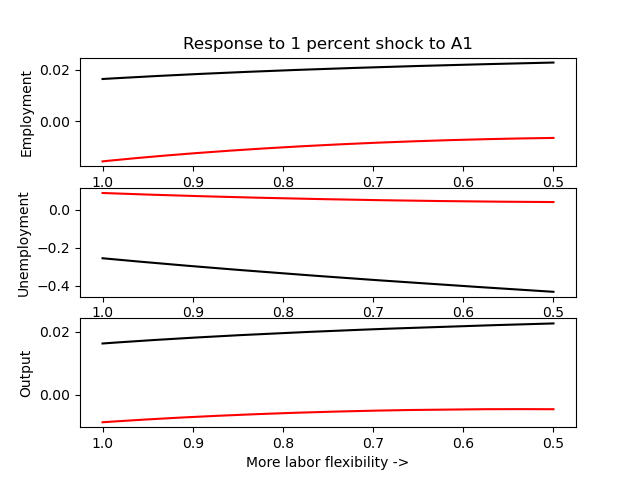 Response to 1 percent shock to A1
Employment
0.02
0.00
1.0 0.9 0.8 0.7 0.6 0.5
Unemployment
0.0
−0.2
−0.4
1.0 0.9 0.8 0.7 0.6 0.5
Output
0.02
0.00
1.0 0.9 0.8 0.7 0.6 0.5
More labor flexibility ->